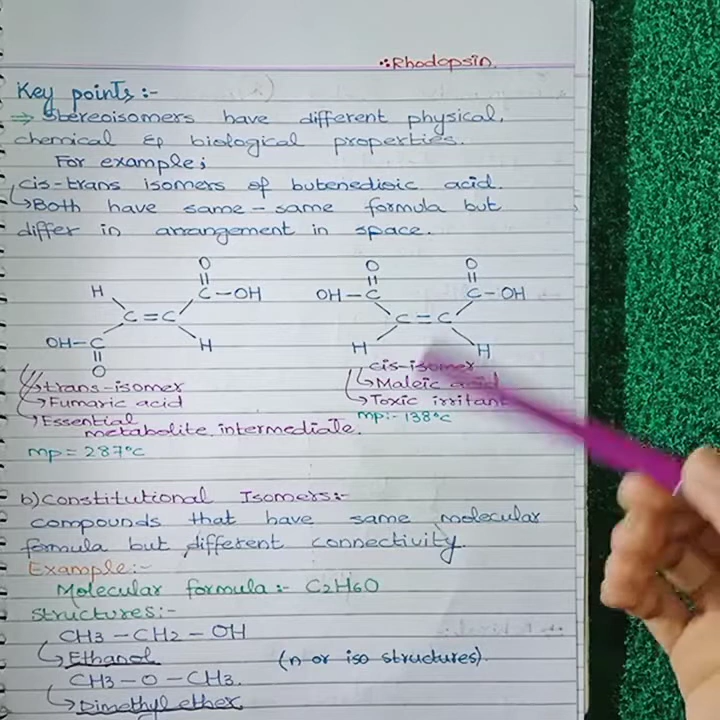 ∴Rhodopsin.
Key points:-
⇒ Stereoisomers have different physical,
chemical & biological properties.
For example;
cis-trans isomers of butenedioic acid.
↳Both have same-same formula but
differ in arrangement in space.
O O O
|| || ||
H C-OH OH-C C-OH
C=C C=C
OH-C H H H
||
O
↳trans-isomer
↳Fumaric acid
↳Essential
metabolite intermediate.
mp=287°C
cis-isomer
↳Maleic acid
↳Toxic irritant
mp:-138°C
b)Constitutional Isomers:-
compounds that have same molecular
formula but different connectivity.
Example:-
Molecular formula:- C2H6O
Structures:-
CH3-CH2-OH
↳Ethanol (n or iso structures).
CH3-O-CH3.
↳Dimethyl ether